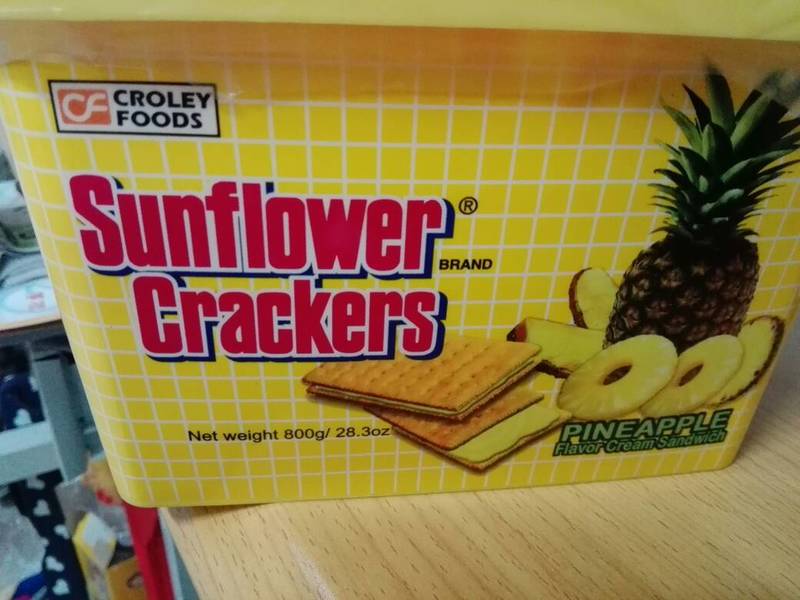 CF CROLEY
FOODS
Sunflower ®
BRAND
Crackers
Net weight 800g/ 28.3oz
PINEAPPLE
Flavor Cream Sandwich